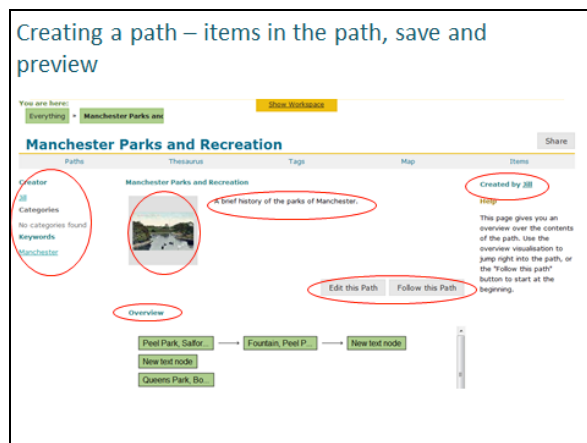 Creating a path – items in the path, save and
preview
You are here:
Everything
Manchester Parks and
Show Workspace
Manchester Parks and Recreation
Share
Paths
Thesaurus
Tags
Map
Items
Creator
Jill
Categories
No categories found
Keywords
Manchester
Manchester Parks and Recreation
A brief history of the parks of Manchester.
Edit this Path
Follow this Path
Created by Jill
Help
This page gives you an
overview over the contents
of the path. Use the
overview visualisation to
jump right into the path, or
the "Follow this path"
button to start at the
beginning.
Overview
Peel Park, Salfor...
Fountain, Peel P...
New text node
New text node
Queens Park, Bo...